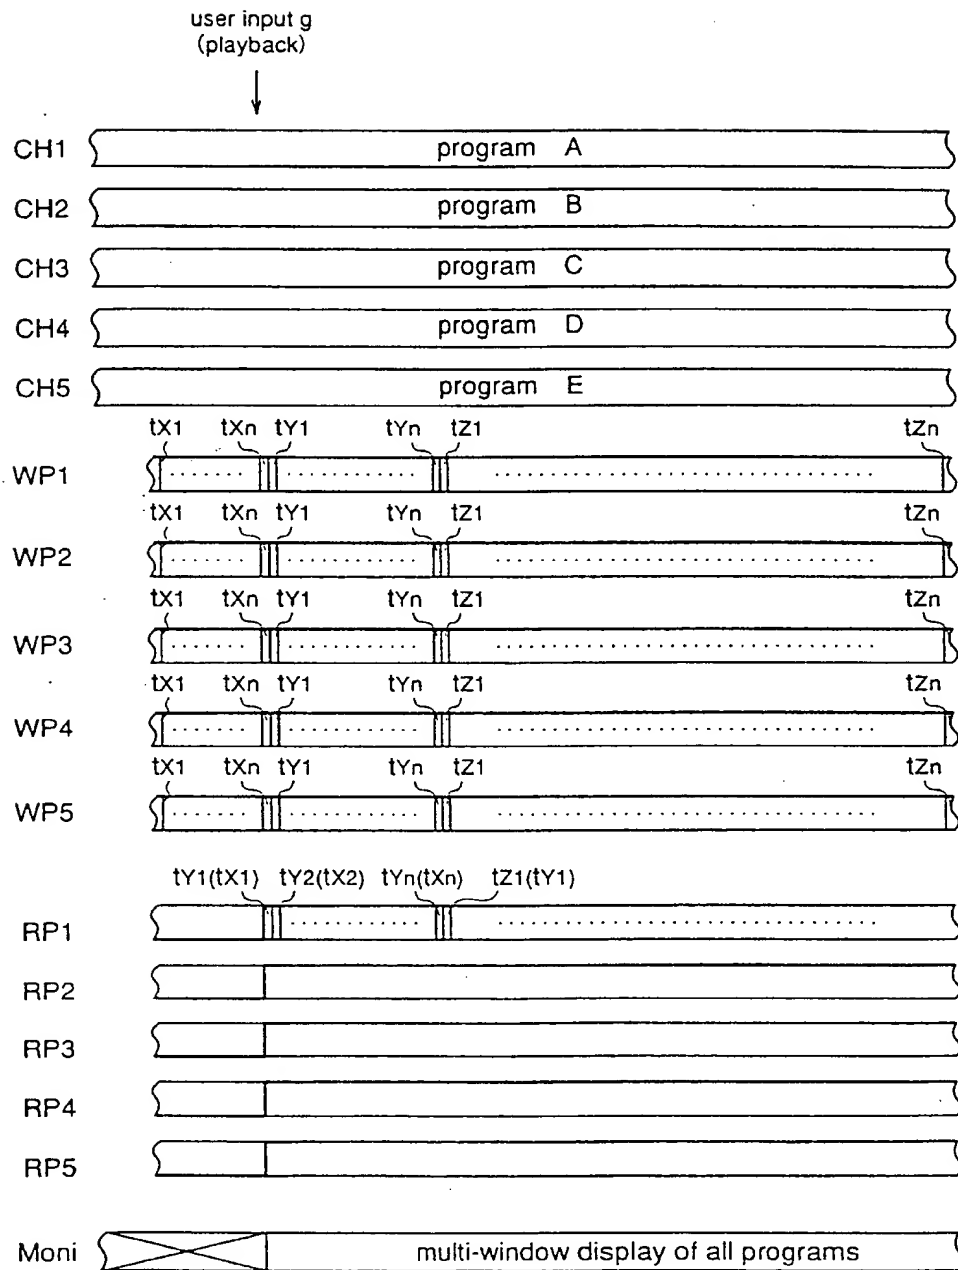 user input g
(playback)
CH1 program A
CH2 program B
CH3 program C
CH4 program D
CH5 program E
tX1 tXn tY1 tYn tZ1 tZn
WP1
tX1 tXn tY1 tYn tZ1 tZn
WP2
tX1 tXn tY1 tYn tZ1 tZn
WP3
tX1 tXn tY1 tYn tZ1 tZn
WP4
tX1 tXn tY1 tYn tZ1 tZn
WP5
tY1(tX1) tY2(tX2) tYn(tXn) tZ1(tY1)
RP1
RP2
RP3
RP4
RP5
Moni multi-window display of all programs